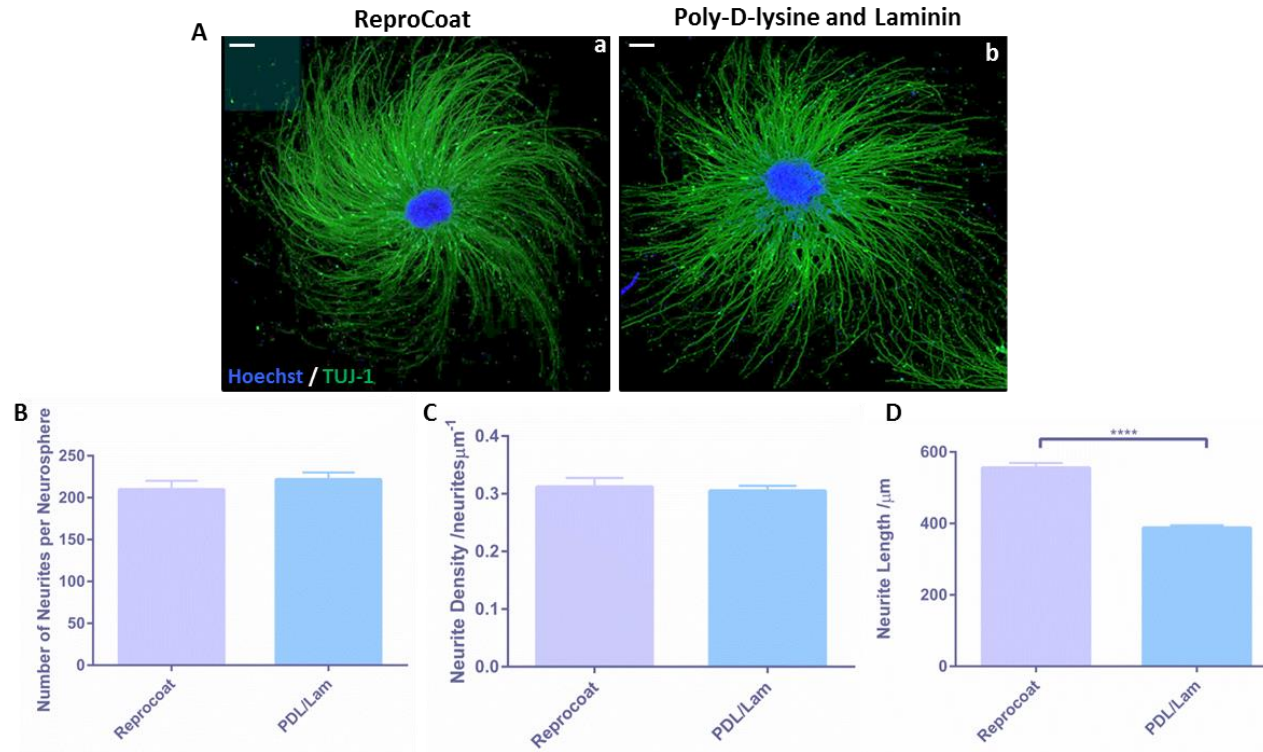 A
ReproCoat
Poly-D-lysine and Laminin
a
b
Hoechst / TUJ-1
B
Number of Neurites per Neurosphere
250
200
150
100
50
0
Reprocoat
PDL/Lam
C
Neurite Density /neuritesμm⁻¹
0.4
0.3
0.2
0.1
0.0
Reprocoat
PDL/Lam
D
Neurite Length /μm
600
400
200
0
****
Reprocoat
PDL/Lam